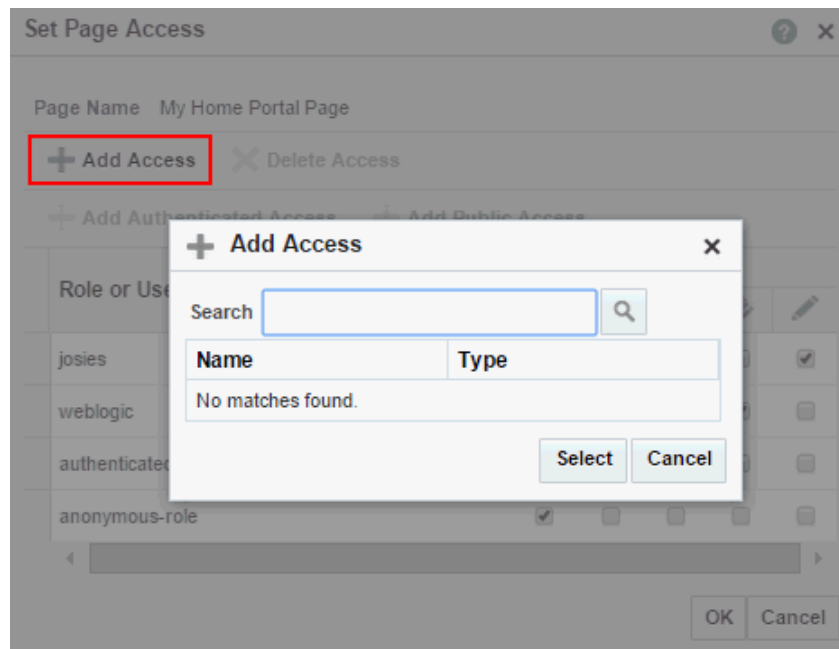 Set Page Access
Page Name My Home Portal Page
Add Access Delete Access
Add Authenticated Access Add Public Access
Add Access
Search
Name Type
No matches found.
Select Cancel
Role or Use
josies
weblogic
authenticated
anonymous-role
OK Cancel